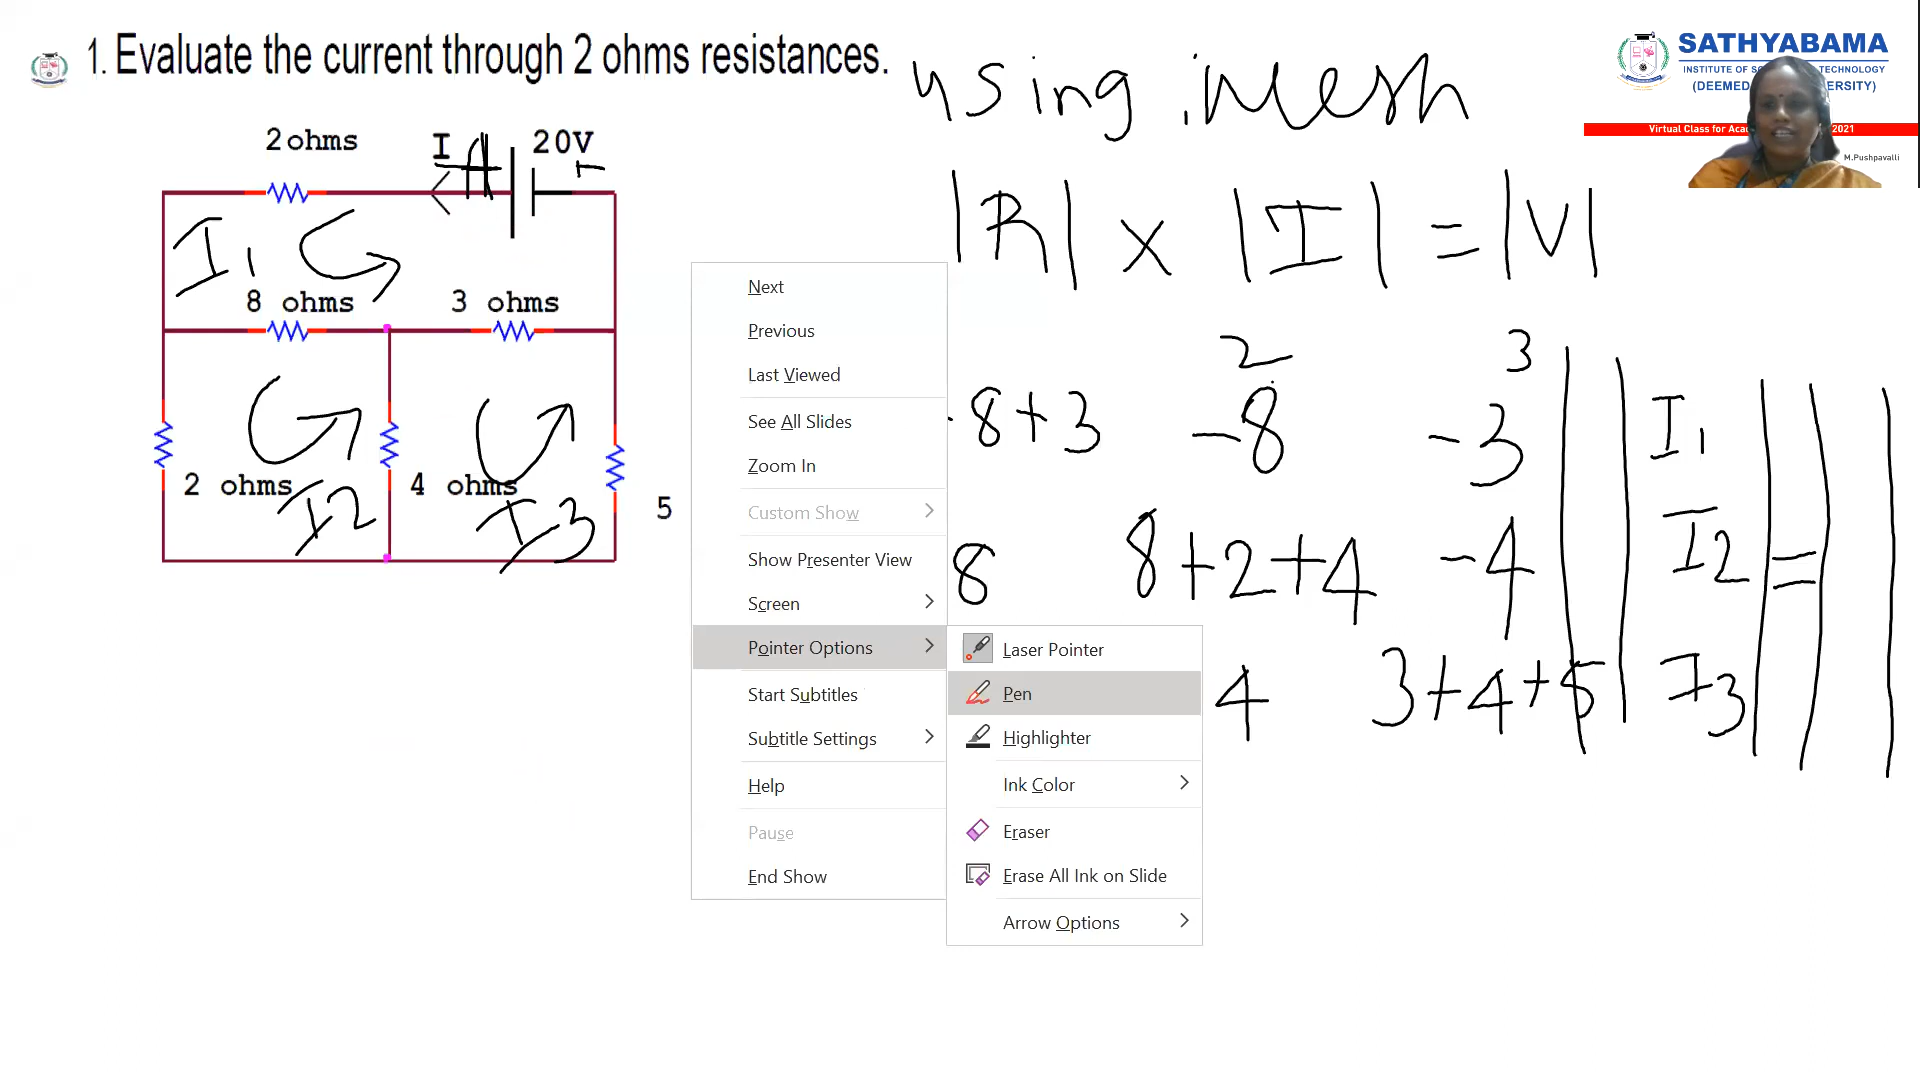 1. Evaluate the current through 2 ohms resistances.
using mesh
SATHYABAMA
INSTITUTE OF TECHNOLOGY
(DEEMED
Virtual Class for 2021
M.Pushpavalli
2 ohms
I
20V
+
|R| x |I| = |V|
I1
8 ohms
3 ohms
2 ohms
4 ohms
5
I2
I3
2
3
8+3 -8 -3 I1
8 8+2+4 -4 I2 =
4 3+4+5 I3
Next
Previous
Last Viewed
See All Slides
Zoom In
Custom Show
Show Presenter View
Screen
Pointer Options
Start Subtitles
Subtitle Settings
Help
Pause
End Show
Laser Pointer
Pen
Highlighter
Ink Color
Eraser
Erase All Ink on Slide
Arrow Options